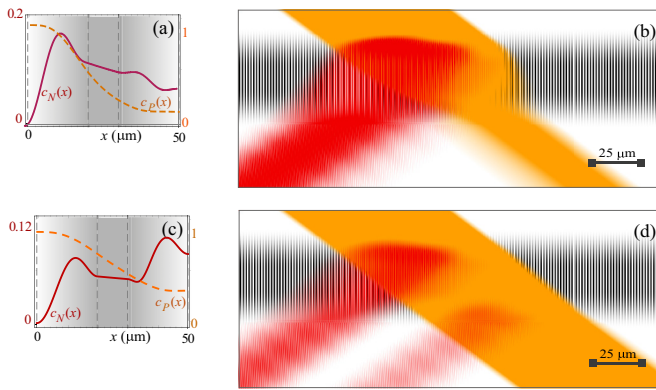 0.2
(a)
1
c_N(x)
c_P(x)
0
0
0
x (μm)
50
(b)
25 μm
0.12
(c)
1
c_P(x)
c_N(x)
0
0
0
x (μm)
50
(d)
25 μm